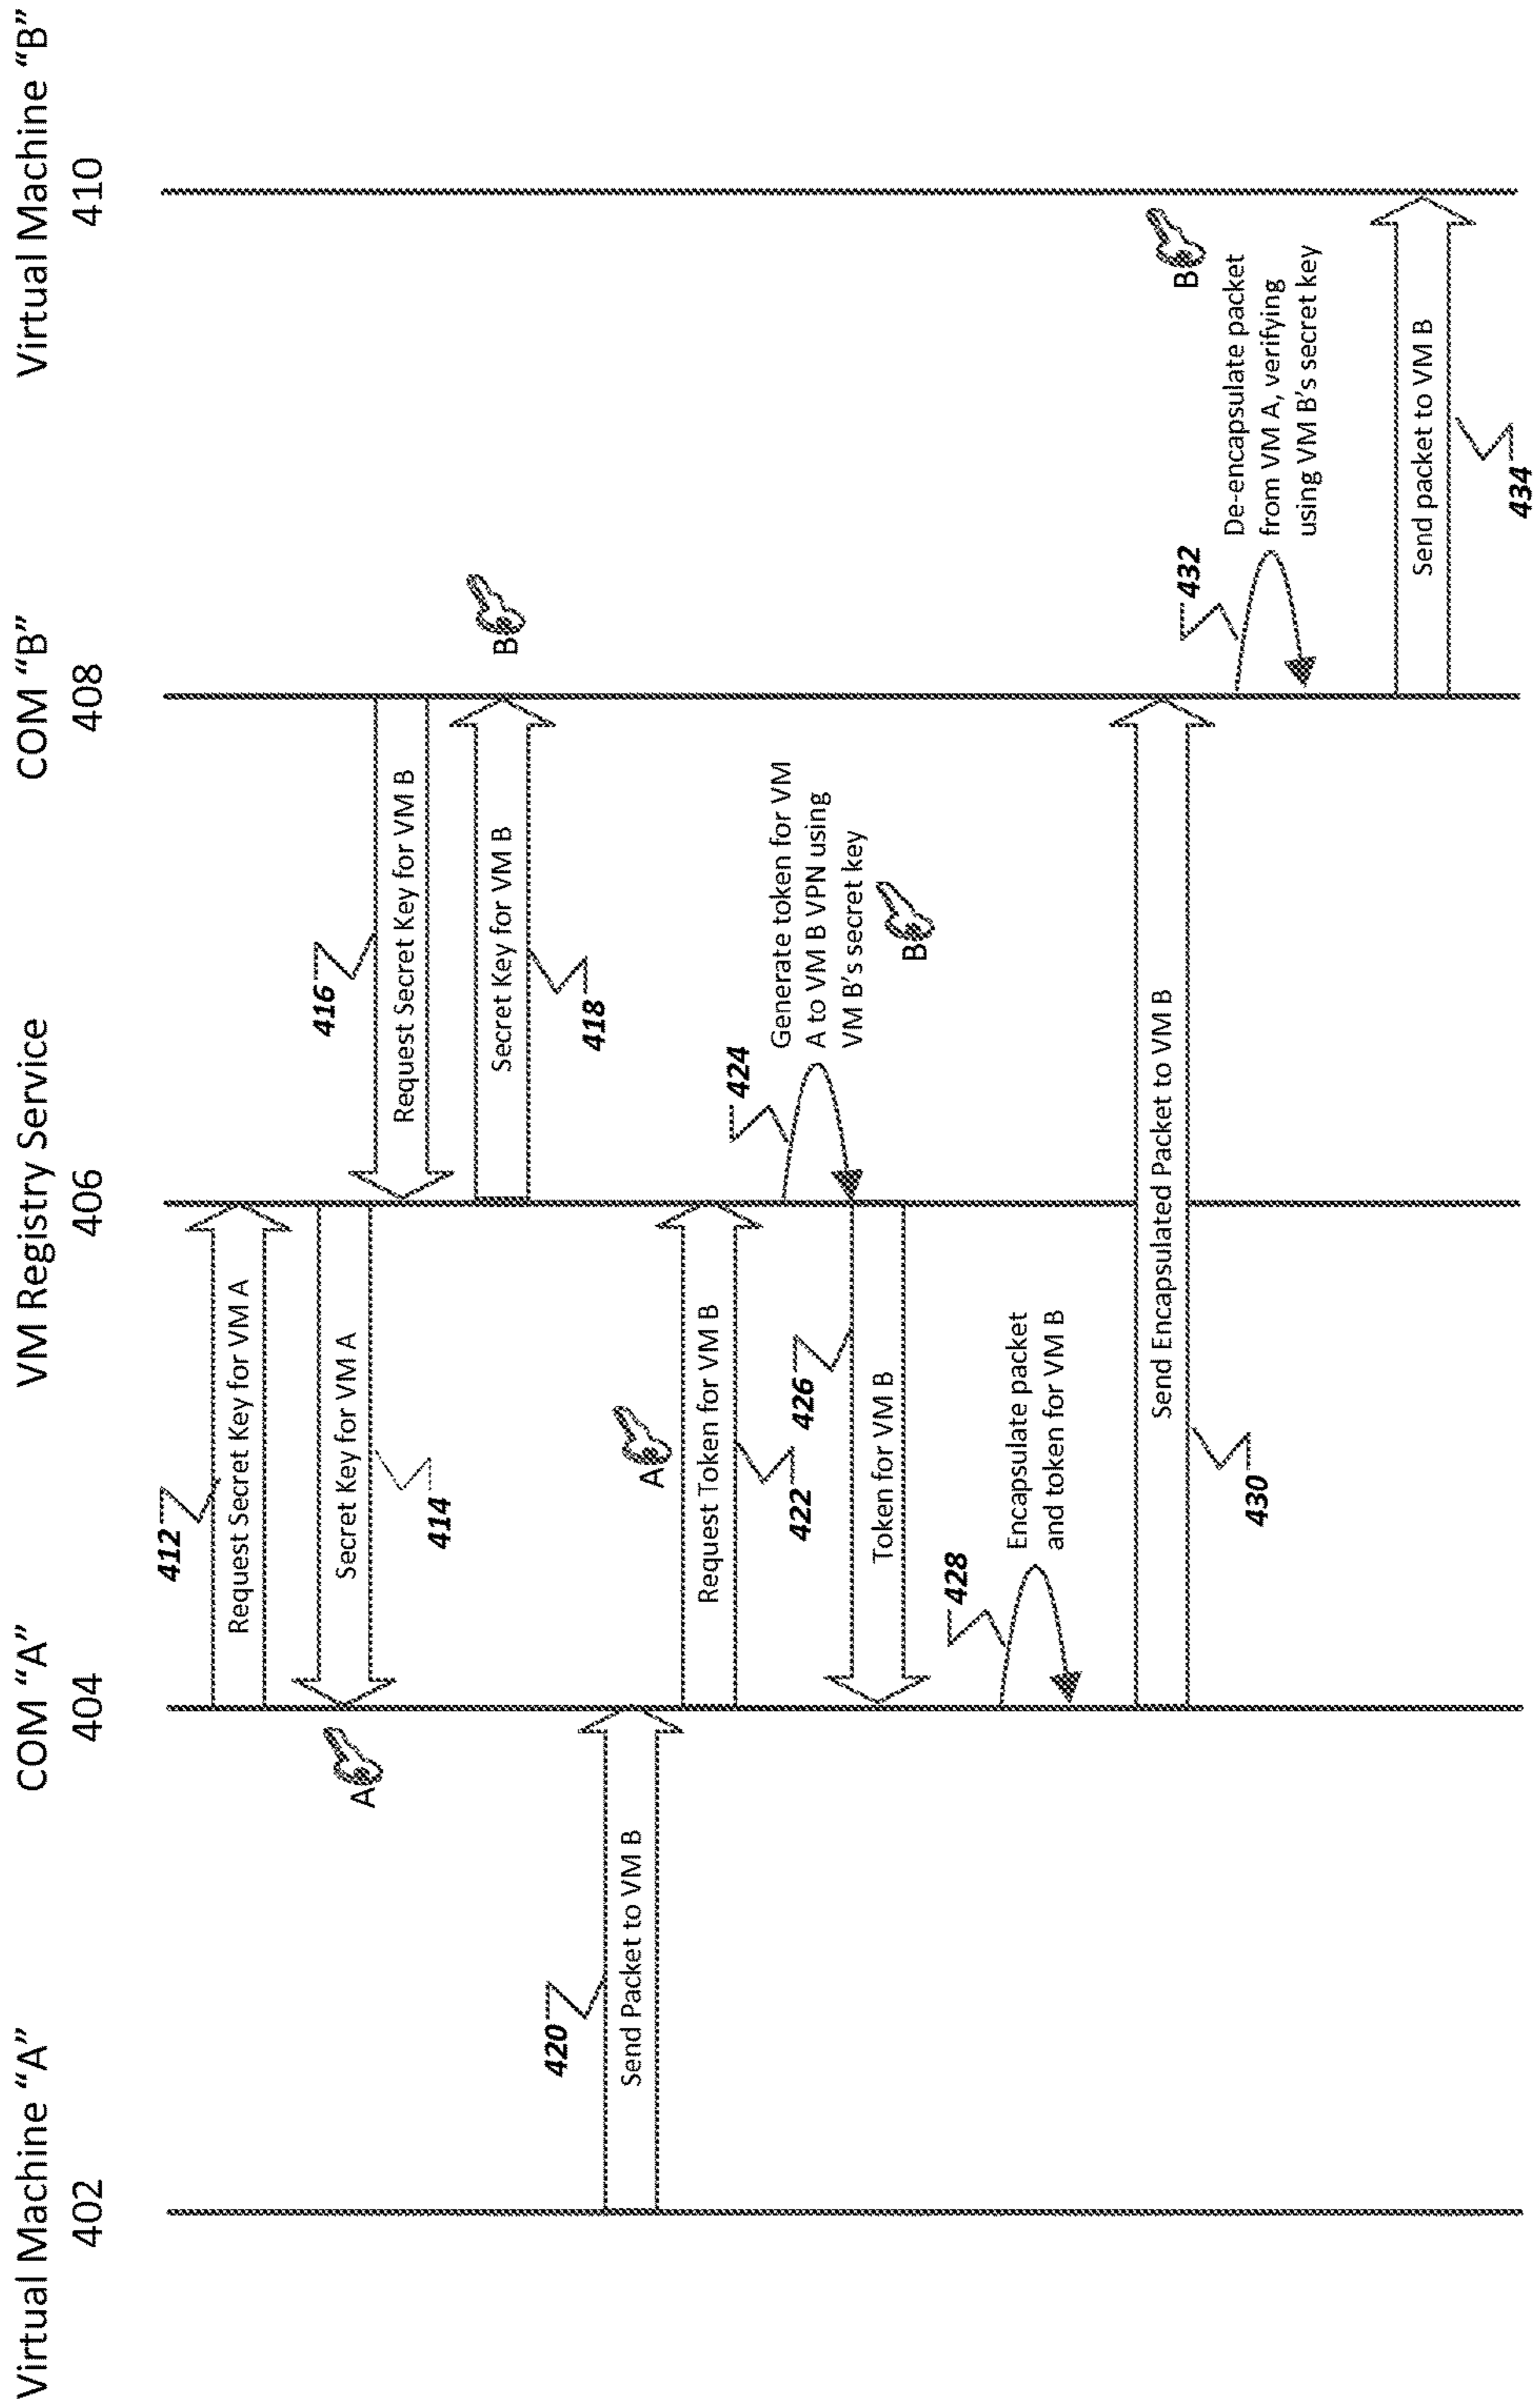 Virtual Machine “A”
402
COM “A”
404
VM Registry Service
406
COM “B”
408
Virtual Machine “B”
410
412
Request Secret Key for VM A
Secret Key for VM A
414
A
416
Request Secret Key for VM B
Secret Key for VM B
418
B
420
Send Packet to VM B
A
Request Token for VM B
422
424
Generate token for VM
A to VM B VPN using
VM B’s secret key
B
426
Token for VM B
428
Encapsulate packet
and token for VM B
Send Encapsulated Packet to VM B
430
432
De-encapsulate packet
from VM A, verifying
using VM B’s secret key
B
Send packet to VM B
434